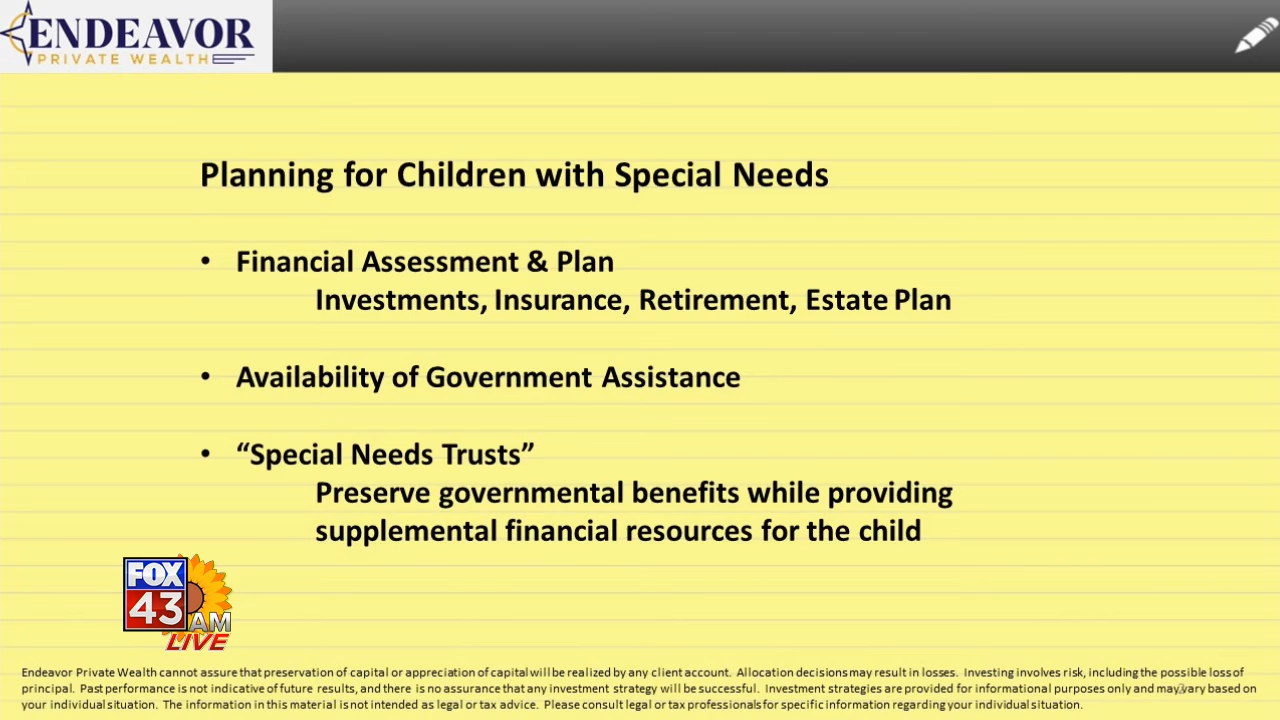 ENDEAVOR
PRIVATE WEALTH
Planning for Children with Special Needs
• Financial Assessment & Plan
Investments, Insurance, Retirement, Estate Plan
• Availability of Government Assistance
• “Special Needs Trusts”
Preserve governmental benefits while providing
supplemental financial resources for the child
FOX
43
AM
LIVE
Endeavor Private Wealth cannot assure that preservation of capital or appreciation of capital will be realized by any client account. Allocation decisions may result in losses. Investing involves risk, including the possible loss of
principal. Past performance is not indicative of future results, and there is no assurance that any investment strategy will be successful. Investment strategies are provided for informational purposes only and may vary based on
your individual situation. The information in this material is not intended as legal or tax advice. Please consult legal or tax professionals for specific information regarding your individual situation.